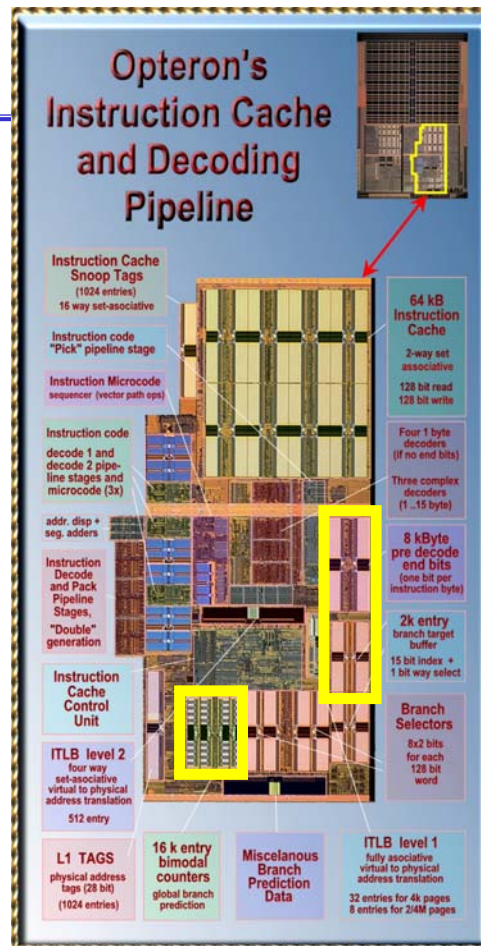 Opteron's
Instruction Cache
and Decoding
Pipeline
Instruction Cache
Snoop Tags
(1024 entries)
16 way set-asociative
Instruction code
"Pick" pipeline stage
Instruction Microcode
sequencer (vector path ops)
Instruction code
decode 1 and
decode 2 pipe-
line stages and
microcode (3x)
addr. disp +
seg. adders
Instruction
Decode
and Pack
Pipeline
Stages,
"Double"
generation
Instruction
Cache
Control
Unit
ITLB level 2
four way
set-asociative
virtual to physical
address translation
512 entry
L1 TAGS
physical address
tags (28 bit)
(1024 entries)
16 k entry
bimodal
counters
global branch
prediction
Miscelanous
Branch
Prediction
Data
64 kB
Instruction
Cache
2-way set
associative
128 bit read
128 bit write
Four 1 byte
decoders
(if no end bits)
Three complex
decoders
(1 ..15 byte)
8 kByte
pre decode
end bits
(one bit per
instruction byte)
2k entry
branch target
buffer
15 bit index +
1 bit way select
Branch
Selectors
8x2 bits
for each
128 bit
word
ITLB level 1
fully asociative
virtual to physical
address translation
32 entries for 4k pages
8 entries for 2/4M pages